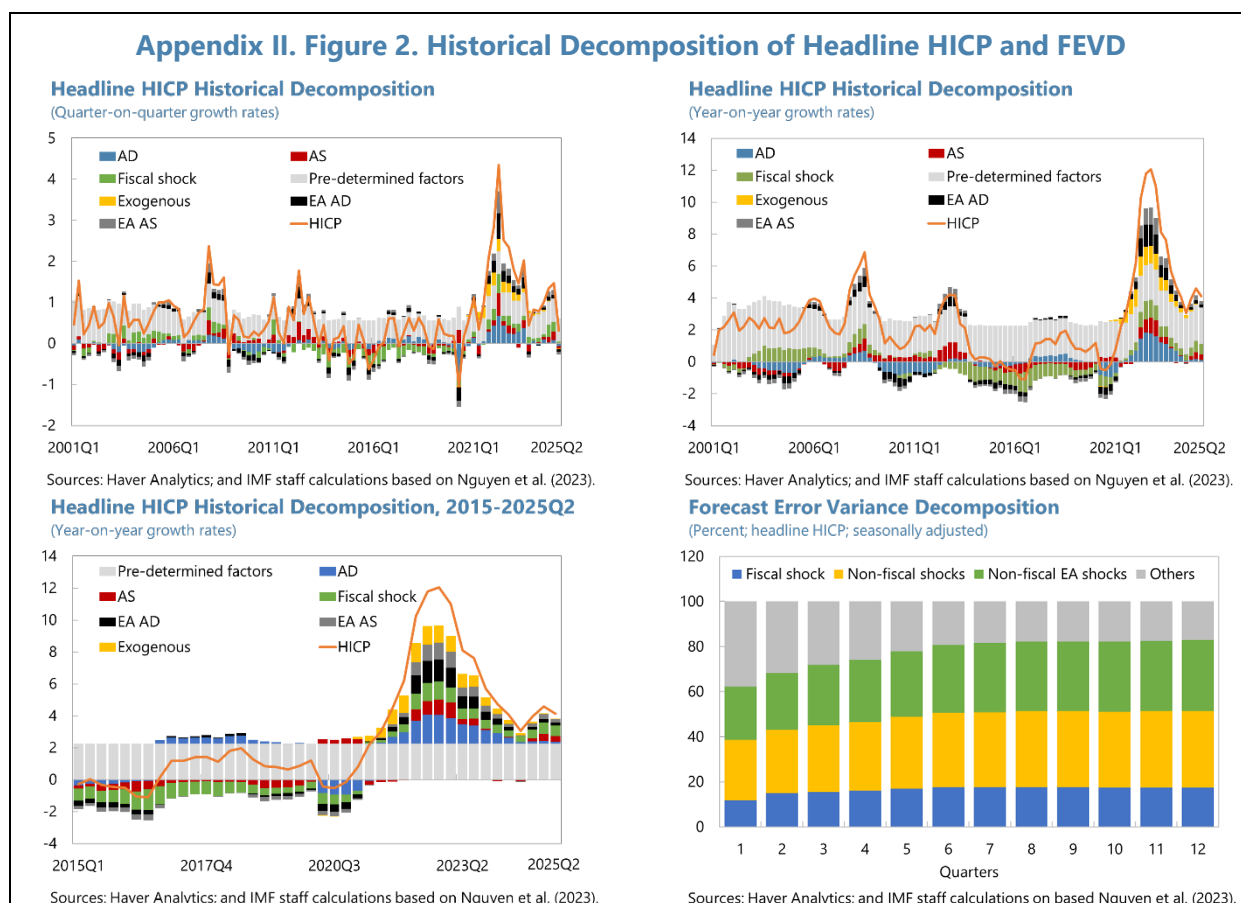 Appendix II. Figure 2. Historical Decomposition of Headline HICP and FEVD
Headline HICP Historical Decomposition
(Quarter-on-quarter growth rates)
5
4
3
2
1
0
-1
-2
AD
AS
Fiscal shock
Pre-determined factors
Exogenous
EA AD
EA AS
HICP
2001Q1 2006Q1 2011Q1 2016Q1 2021Q1 2025Q2
Sources: Haver Analytics; and IMF staff calculations based on Nguyen et al. (2023).
Headline HICP Historical Decomposition
(Year-on-year growth rates)
14
12
10
8
6
4
2
0
-2
-4
AD
AS
Fiscal shock
Pre-determined factors
Exogenous
EA AD
EA AS
HICP
2001Q1 2006Q1 2011Q1 2016Q1 2021Q1 2025Q2
Sources: Haver Analytics; and IMF staff calculations based on Nguyen et al. (2023).
Headline HICP Historical Decomposition, 2015-2025Q2
(Year-on-year growth rates)
14
12
10
8
6
4
2
0
-2
-4
Pre-determined factors
AD
AS
Fiscal shock
EA AD
EA AS
Exogenous
HICP
2015Q1 2017Q4 2020Q3 2023Q2 2025Q2
Sources: Haver Analytics; and IMF staff calculations based on Nguyen et al. (2023).
Forecast Error Variance Decomposition
(Percent; headline HICP; seasonally adjusted)
120
100
80
60
40
20
0
Fiscal shock Non-fiscal shocks Non-fiscal EA shocks Others
1 2 3 4 5 6 7 8 9 10 11 12
Quarters
Sources: Haver Analytics; and IMF staff calculations on based Nguyen et al. (2023).